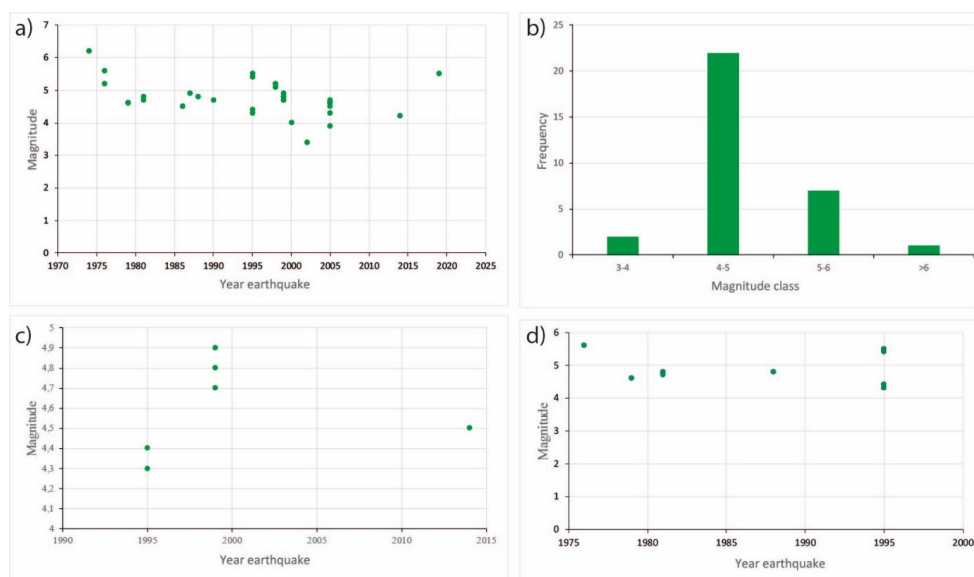 a)
Magnitude
7
6
5
4
3
2
1
0
1970 1975 1980 1985 1990 1995 2000 2005 2010 2015 2020 2025
Year earthquake
b)
Frequency
25
20
15
10
5
0
3-4 4-5 5-6 >6
Magnitude class
c)
Magnitude
5
4,9
4,8
4,7
4,6
4,5
4,4
4,3
4,2
4,1
4
1990 1995 2000 2005 2010 2015
Year earthquake
d)
Magnitude
6
5
4
3
2
1
0
1975 1980 1985 1990 1995 2000
Year earthquake